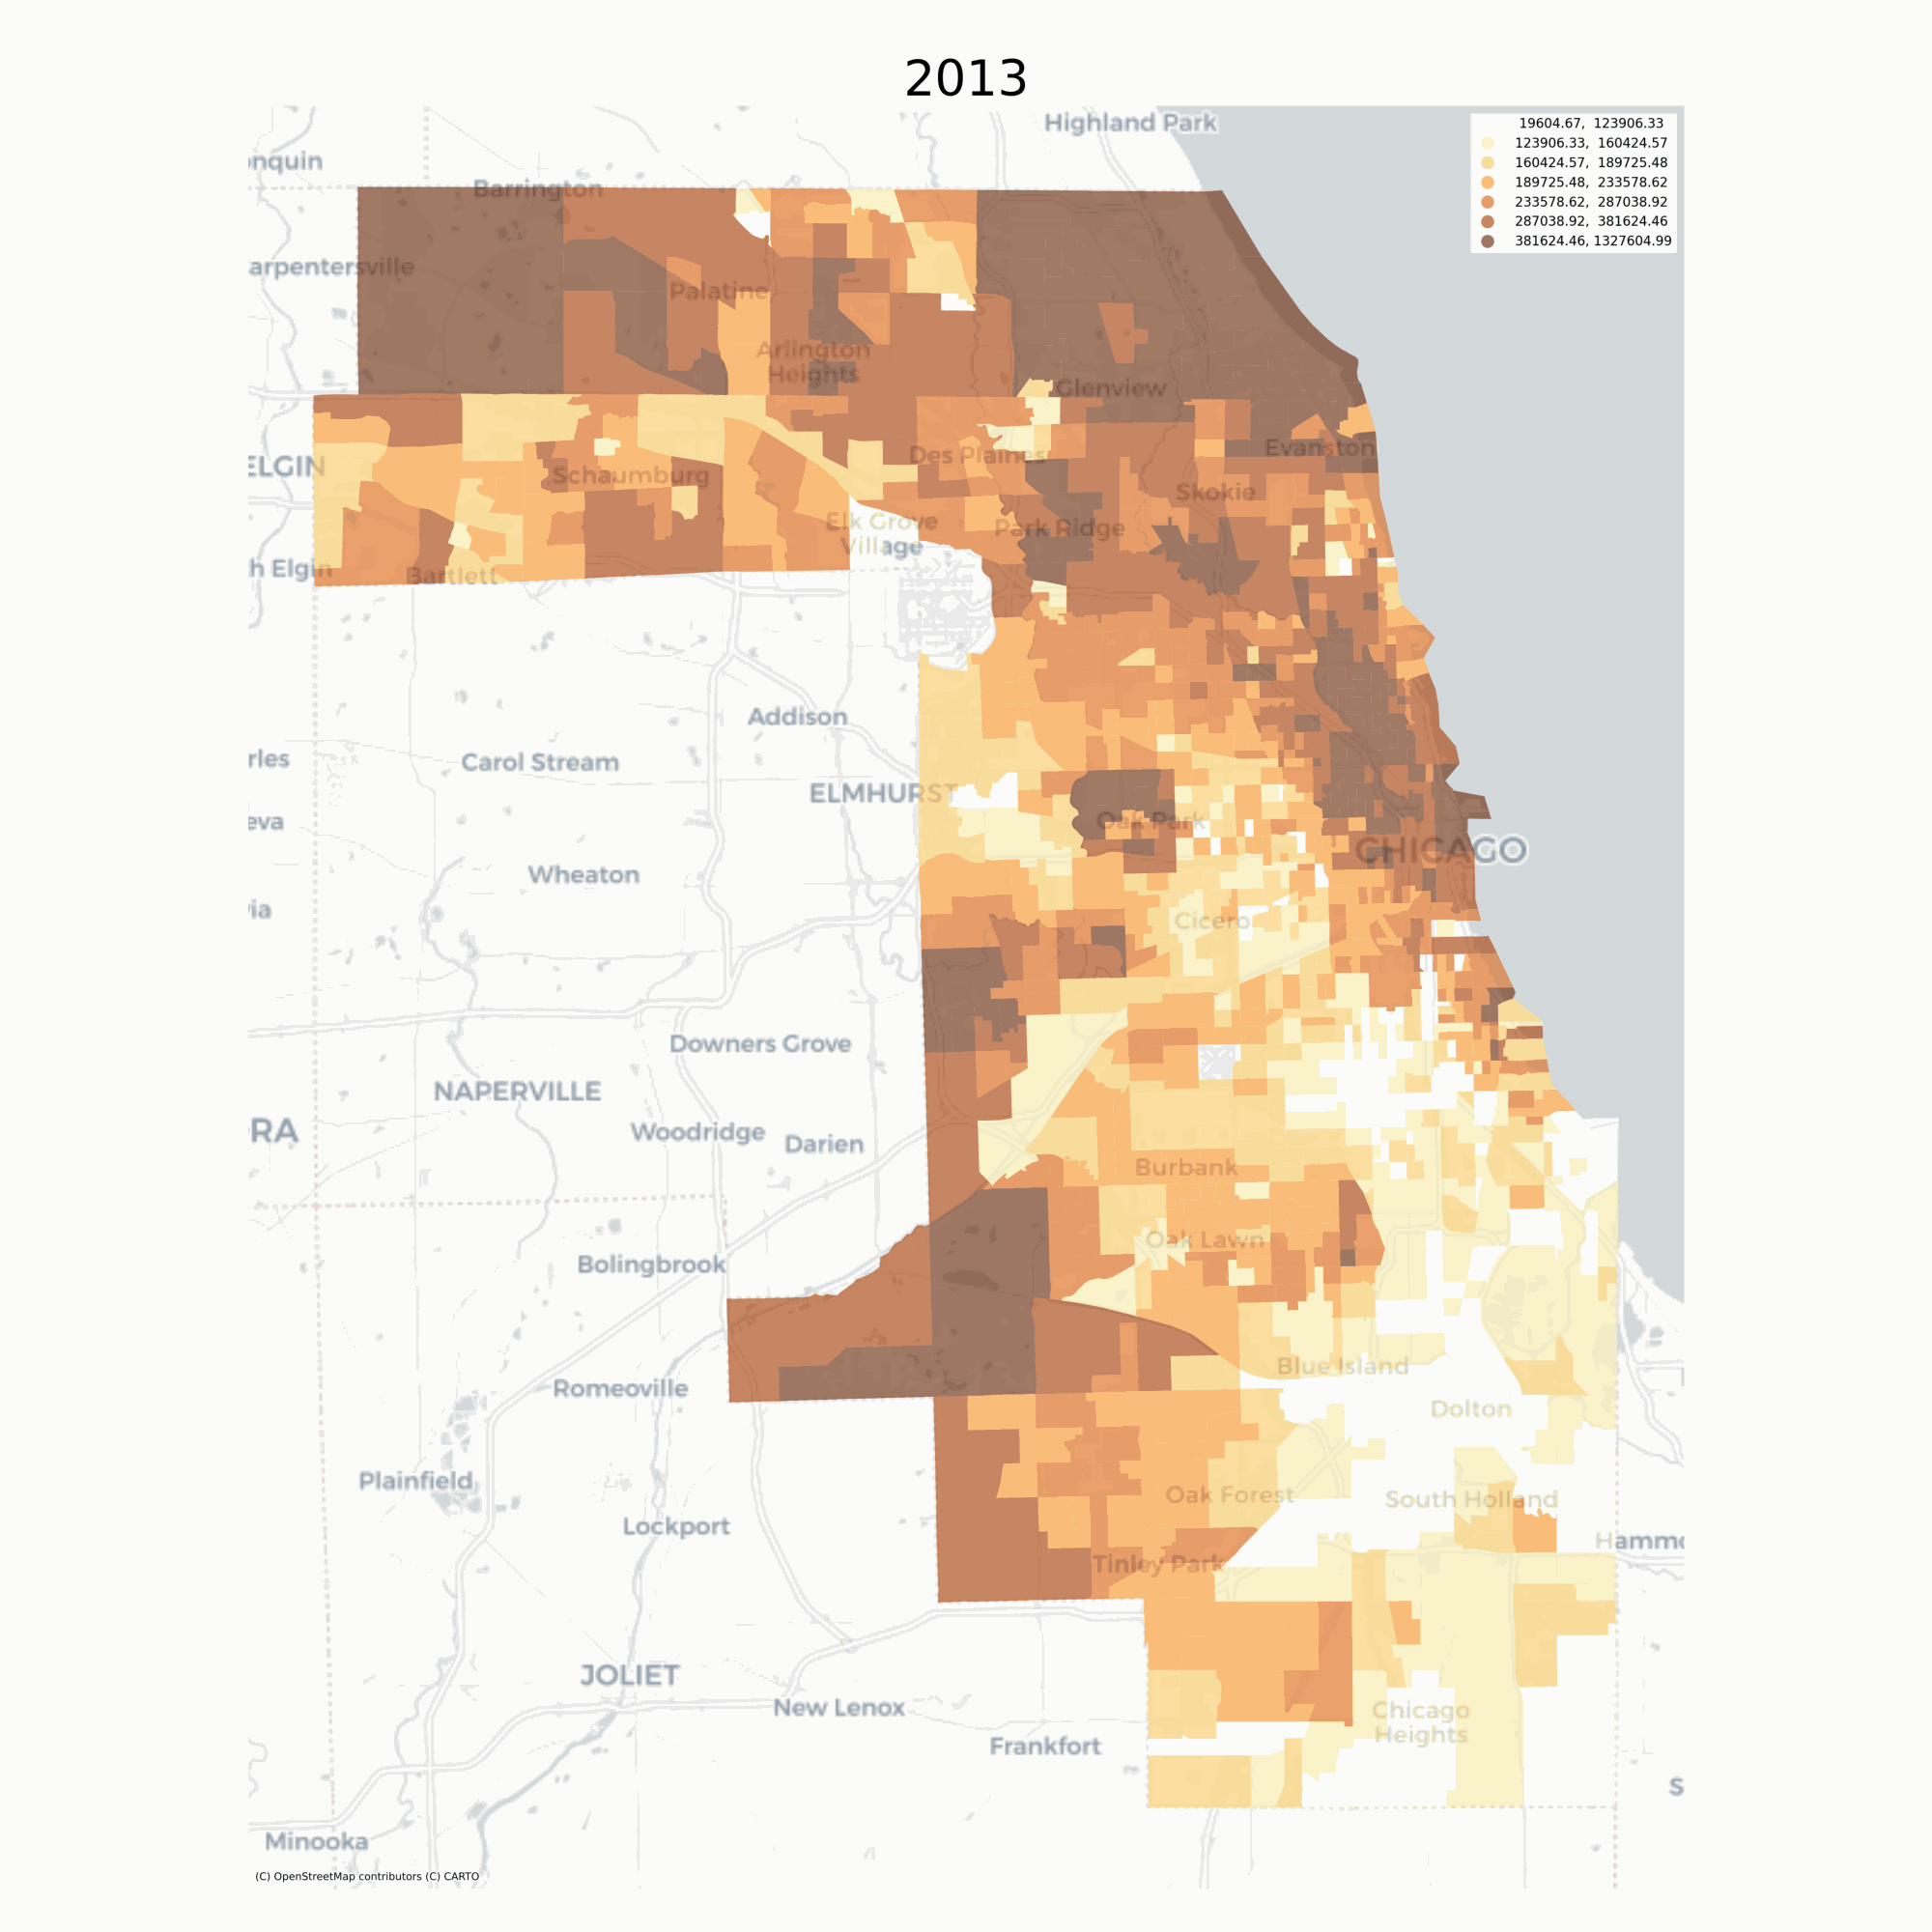 2013
Highland Park
19604.67, 123906.33
123906.33, 160424.57
160424.57, 189725.48
189725.48, 233578.62
233578.62, 287038.92
287038.92, 381624.46
381624.46, 1327604.99
onquin
Barrington
arpentersville
Palatine
Arlington
Heights
Glenview
Evanston
ELGIN
Des Plaines
Schaumburg
Skokie
Elk Grove
Village
Park Ridge
h Elgin
Bartlett
Addison
rles
Carol Stream
ELMHURST
eva
Oak Park
CHICAGO
Wheaton
via
Cicero
Downers Grove
NAPERVILLE
RA
Woodridge
Darien
Burbank
Oak Lawn
Bolingbrook
Blue Island
Romeoville
Dolton
Plainfield
Oak Forest
South Holland
Lockport
Hammo
Tinley Park
JOLIET
New Lenox
Chicago
Heights
Frankfort
S
Minooka
(C) OpenStreetMap contributors (C) CARTO